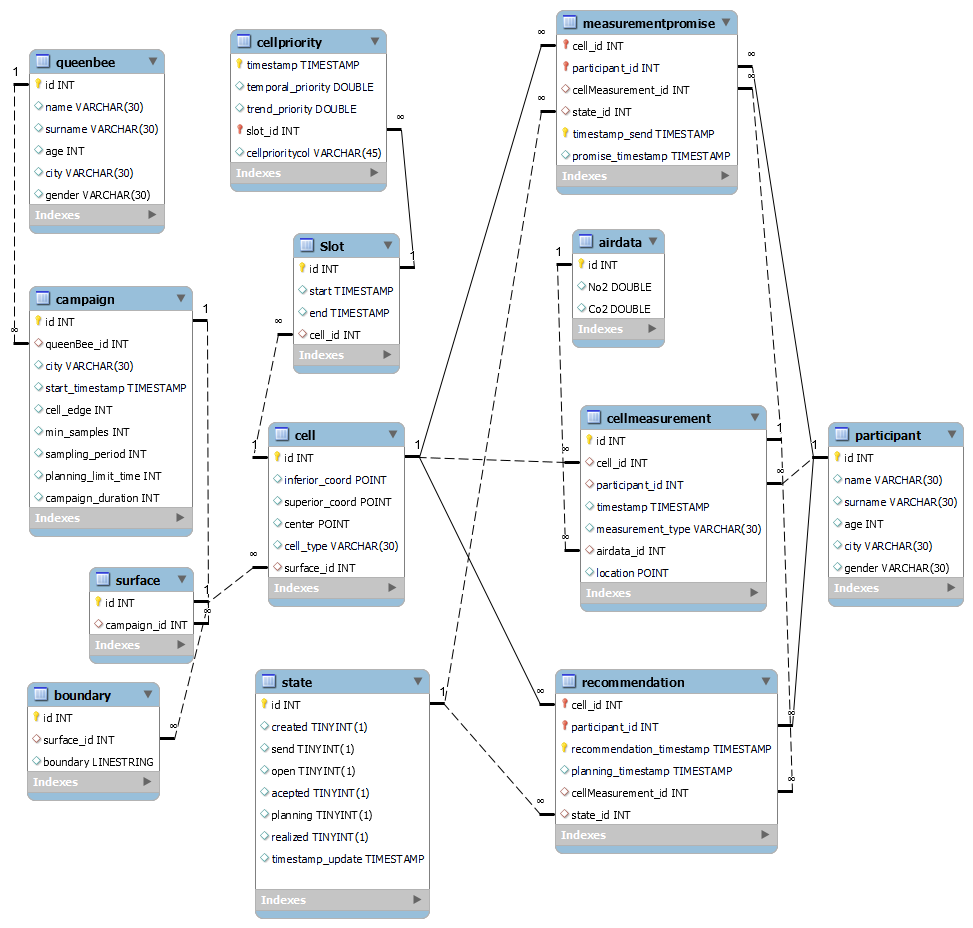 queenbee
id INT
name VARCHAR(30)
surname VARCHAR(30)
age INT
city VARCHAR(30)
gender VARCHAR(30)
Indexes
1
∞
campaign
id INT
queenBee_id INT
city VARCHAR(30)
start_timestamp TIMESTAMP
cell_edge INT
min_samples INT
sampling_period INT
planning_limit_time INT
campaign_duration INT
Indexes
1
surface
id INT
campaign_id INT
Indexes
1
∞
boundary
id INT
surface_id INT
boundary LINESTRING
Indexes
∞
cellpriority
timestamp TIMESTAMP
temporal_priority DOUBLE
trend_priority DOUBLE
slot_id INT
cellprioritycol VARCHAR(45)
Indexes
∞
Slot
id INT
start TIMESTAMP
end TIMESTAMP
cell_id INT
Indexes
1
∞
cell
id INT
inferior_coord POINT
superior_coord POINT
center POINT
cell_type VARCHAR(30)
surface_id INT
Indexes
1
1
∞
state
id INT
created TINYINT(1)
send TINYINT(1)
open TINYINT(1)
acepted TINYINT(1)
planning TINYINT(1)
realized TINYINT(1)
timestamp_update TIMESTAMP
Indexes
1
measurementpromise
cell_id INT
participant_id INT
cellMeasurement_id INT
state_id INT
timestamp_send TIMESTAMP
promise_timestamp TIMESTAMP
Indexes
∞
∞
∞
∞
airdata
id INT
No2 DOUBLE
Co2 DOUBLE
Indexes
1
cellmeasurement
id INT
cell_id INT
participant_id INT
timestamp TIMESTAMP
measurement_type VARCHAR(30)
airdata_id INT
location POINT
Indexes
∞
∞
1
∞
recommendation
cell_id INT
participant_id INT
recommendation_timestamp TIMESTAMP
planning_timestamp TIMESTAMP
cellMeasurement_id INT
state_id INT
Indexes
∞
∞
∞
∞
participant
id INT
name VARCHAR(30)
surname VARCHAR(30)
age INT
city VARCHAR(30)
gender VARCHAR(30)
Indexes
1